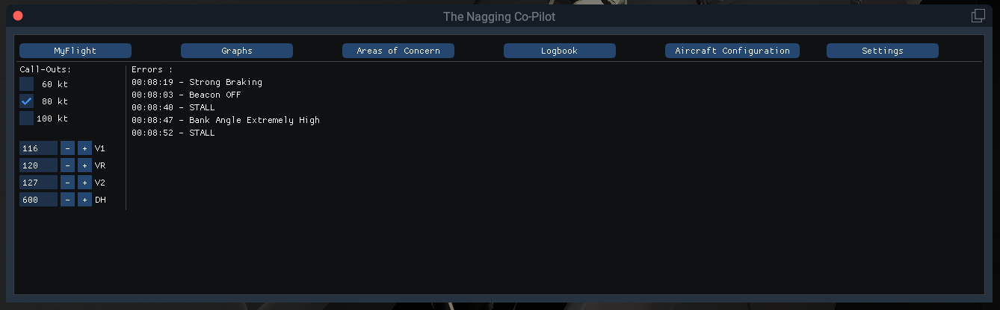 The Nagging Co-Pilot
MyFlight Graphs Areas of Concern Logbook Aircraft Configuration Settings
Call-Outs:
60 kt
80 kt
100 kt
116 - + V1
120 - + VR
127 - + V2
600 - + DH
Errors :
00:08:19 - Strong Braking
00:08:03 - Beacon OFF
00:08:40 - STALL
00:08:47 - Bank Angle Extremely High
00:08:52 - STALL